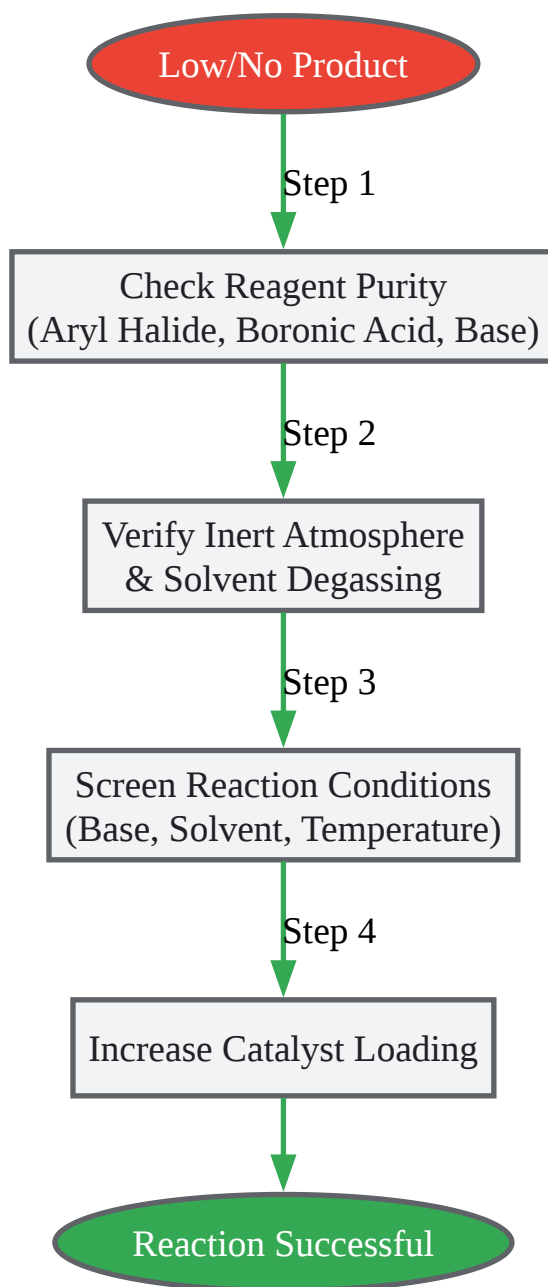 Low/No Product
Step 1
Check Reagent Purity
(Aryl Halide, Boronic Acid, Base)
Step 2
Verify Inert Atmosphere
& Solvent Degassing
Step 3
Screen Reaction Conditions
(Base, Solvent, Temperature)
Step 4
Increase Catalyst Loading
Reaction Successful